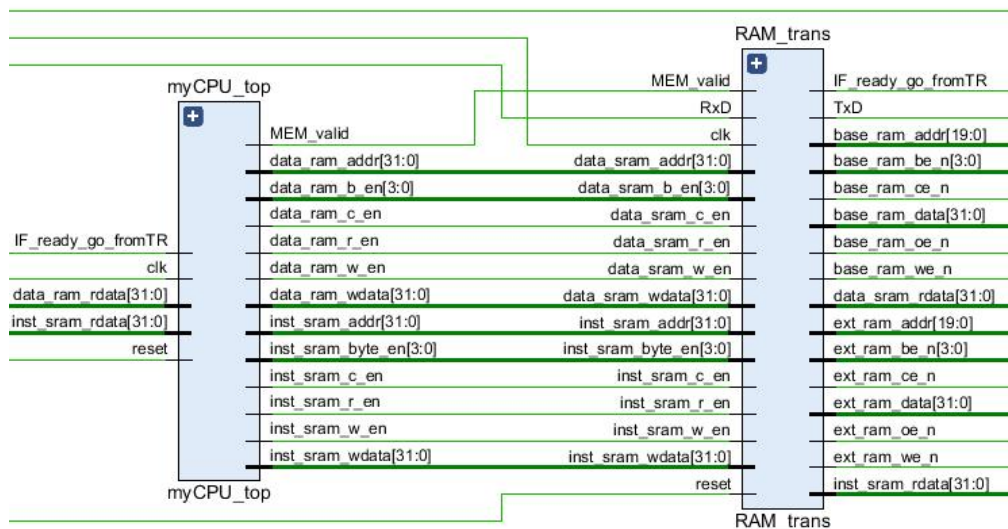 myCPU_top
IF_ready_go_fromTR
clk
data_ram_rdata[31:0]
inst_sram_rdata[31:0]
reset
MEM_valid
data_ram_addr[31:0]
data_ram_b_en[3:0]
data_ram_c_en
data_ram_r_en
data_ram_w_en
data_ram_wdata[31:0]
inst_sram_addr[31:0]
inst_sram_byte_en[3:0]
inst_sram_c_en
inst_sram_r_en
inst_sram_w_en
inst_sram_wdata[31:0]
myCPU_top
RAM_trans
MEM_valid
RxD
clk
data_sram_addr[31:0]
data_sram_b_en[3:0]
data_sram_c_en
data_sram_r_en
data_sram_w_en
data_sram_wdata[31:0]
inst_sram_addr[31:0]
inst_sram_byte_en[3:0]
inst_sram_c_en
inst_sram_r_en
inst_sram_w_en
inst_sram_wdata[31:0]
reset
IF_ready_go_fromTR
TxD
base_ram_addr[19:0]
base_ram_be_n[3:0]
base_ram_ce_n
base_ram_data[31:0]
base_ram_oe_n
base_ram_we_n
data_sram_rdata[31:0]
ext_ram_addr[19:0]
ext_ram_be_n[3:0]
ext_ram_ce_n
ext_ram_data[31:0]
ext_ram_oe_n
ext_ram_we_n
inst_sram_rdata[31:0]
RAM_trans